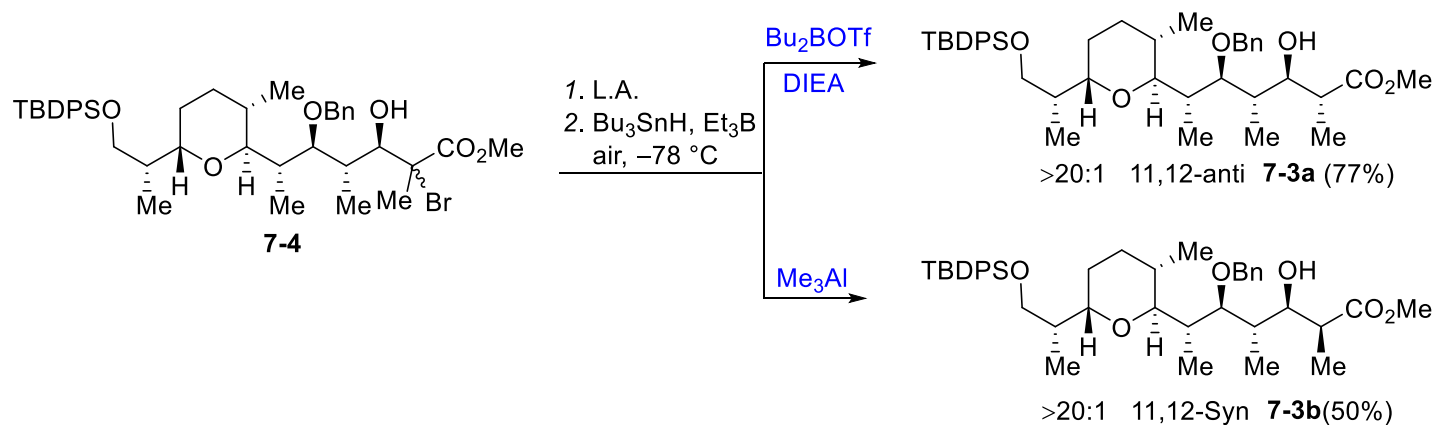 TBDPSO
Me
OBn
OH
CO₂Me
O
H
H
Me
Me
Me
Me
Br
7-4
1. L.A.
2. Bu₃SnH, Et₃B
air, –78 °C
Bu₂BOTf
DIEA
TBDPSO
Me
OBn
OH
CO₂Me
O
H
H
Me
Me
Me
Me
>20:1 11,12-anti 7-3a (77%)
Me₃Al
TBDPSO
Me
OBn
OH
CO₂Me
O
H
H
Me
Me
Me
Me
>20:1 11,12-Syn 7-3b(50%)